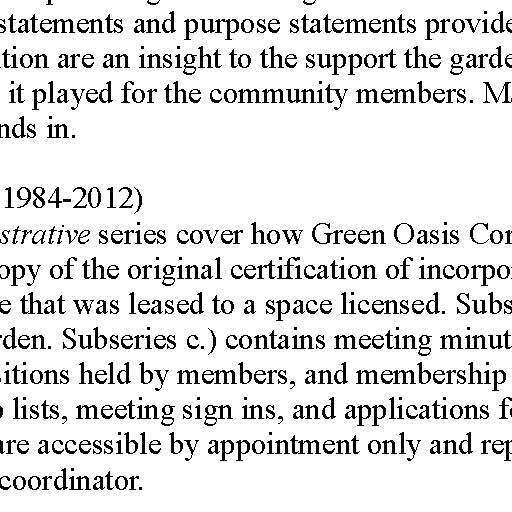 statements and purpose statements provide
tion are an insight to the support the garde
it played for the community members. Ma
nds in.
1984-2012)
strative series cover how Green Oasis Com
opy of the original certification of incorpo
e that was leased to a space licensed. Subs
rden. Subseries c.) contains meeting minut
sitions held by members, and membership
lists, meeting sign ins, and applications fo
are accessible by appointment only and rep
coordinator.